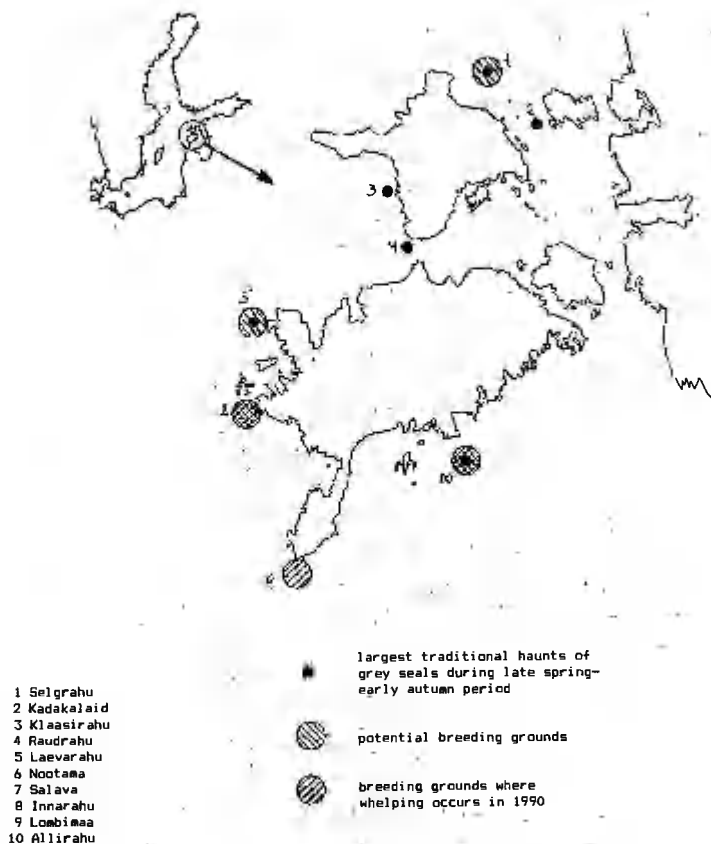 3
4
5
10
largest traditional haunts of
grey seals during late spring-
early autumn period
potential breeding grounds
breeding grounds where
whelping occurs in 1990
1 Selgrahu
2 Kadakalaid
3 Klaasirahu
4 Raudrahu
5 Laevarahu
6 Nootama
7 Salava
8 Innarahu
9 Lombimaa
10 Allirahu